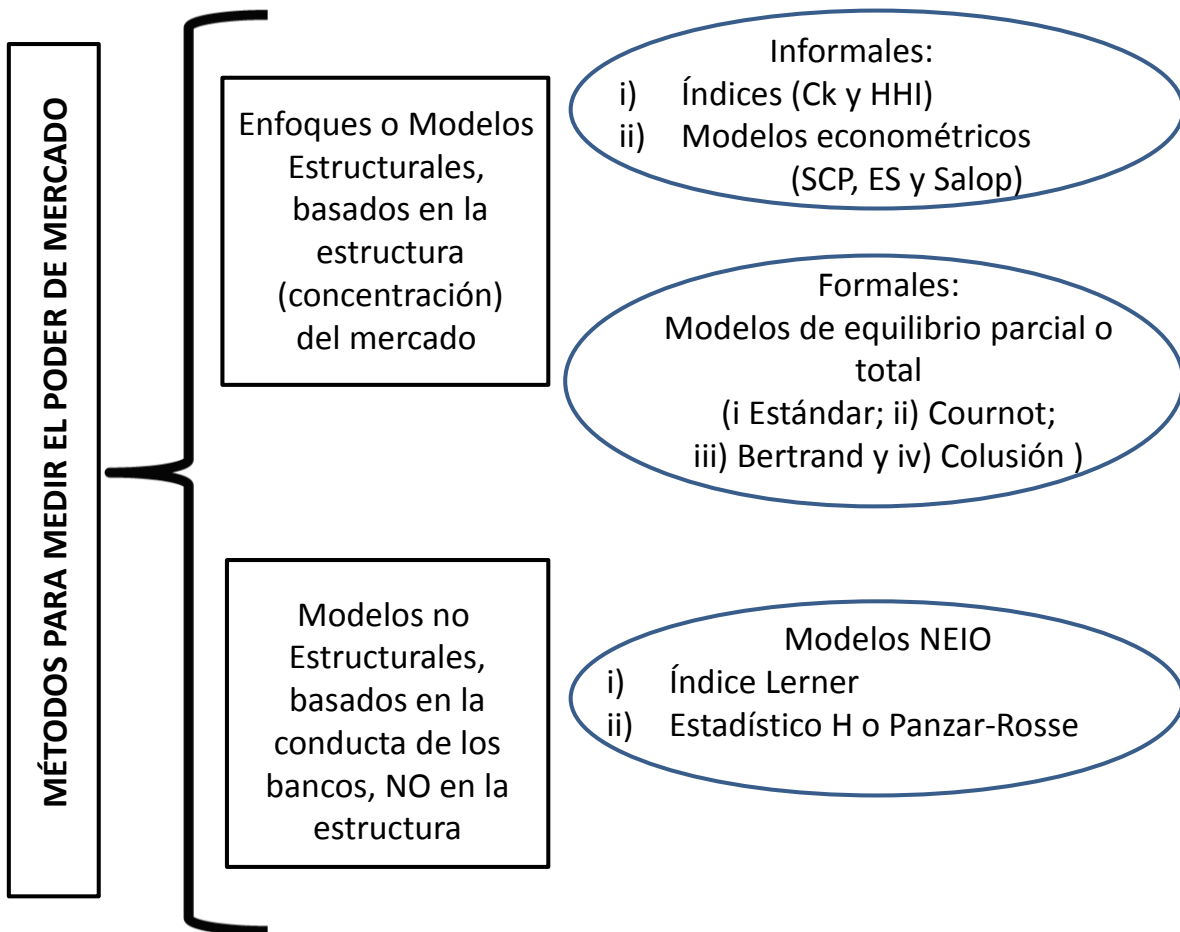 MÉTODOS PARA MEDIR EL PODER DE MERCADO
Enfoques o Modelos
Estructurales,
basados en la
estructura
(concentración)
del mercado
Informales:
i) Índices (Ck y HHI)
ii) Modelos econométricos
(SCP, ES y Salop)
Formales:
Modelos de equilibrio parcial o
total
(i Estándar; ii) Cournot;
iii) Bertrand y iv) Colusión )
Modelos no
Estructurales,
basados en la
conducta de los
bancos, NO en la
estructura
Modelos NEIO
i) Índice Lerner
ii) Estadístico H o Panzar-Rosse